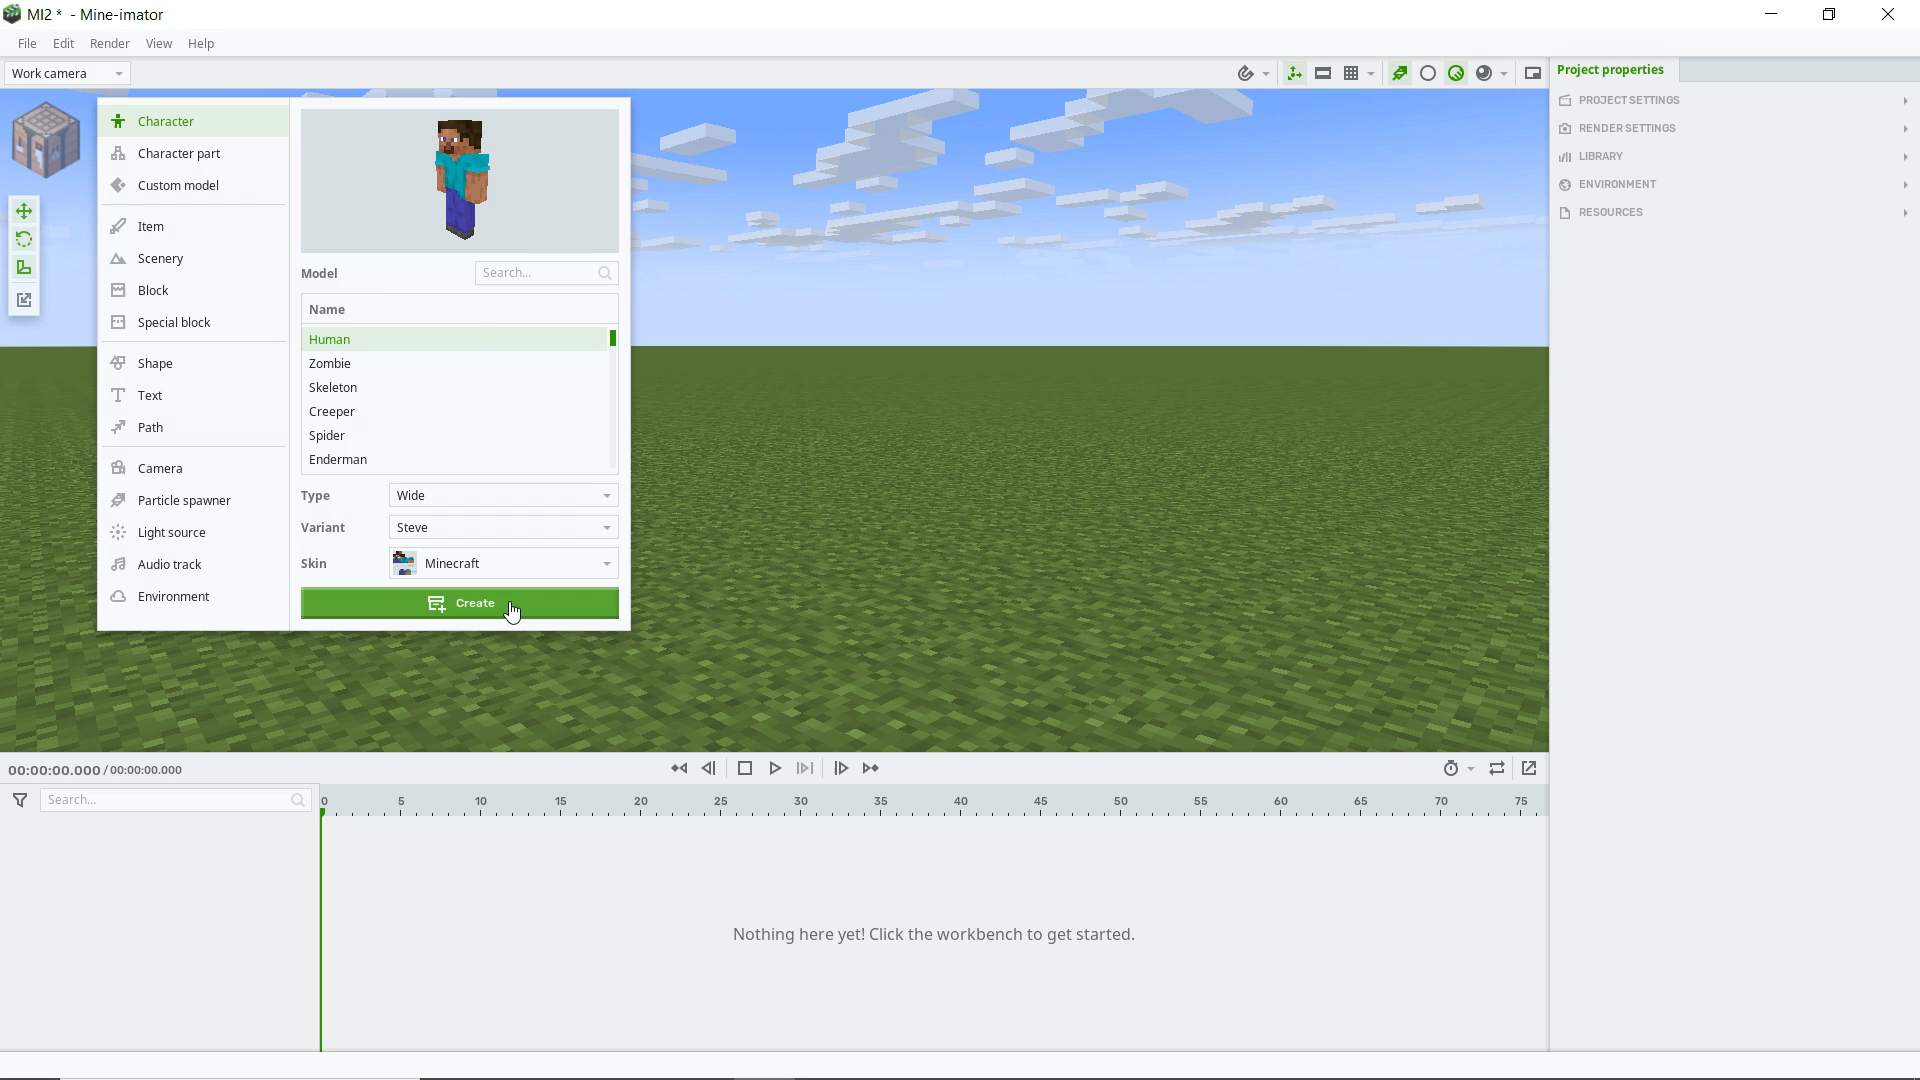 MI2 * - Mine-imator
File Edit Render View Help
Work camera
Project properties
PROJECT SETTINGS
RENDER SETTINGS
LIBRARY
ENVIRONMENT
RESOURCES
Character
Character part
Custom model
Item
Scenery
Block
Special block
Shape
Text
Path
Camera
Particle spawner
Light source
Audio track
Environment
Model Search...
Name
Human
Zombie
Skeleton
Creeper
Spider
Enderman
Type Wide
Variant Steve
Skin Minecraft
Create
00:00:00.000 / 00:00:00.000
Search...
0 5 10 15 20 25 30 35 40 45 50 55 60 65 70 75
Nothing here yet! Click the workbench to get started.